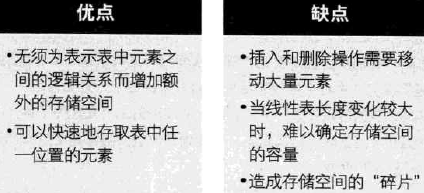 优点
•无须为表示表中元素之
间的逻辑关系而增加额
外的存储空间
•可以快速地存取表中任
一位置的元素
缺点
•插入和删除操作需要移
动大量元素
•当线性表长度变化较大
时，难以确定存储空间
的容量
•造成存储空间的“碎片”